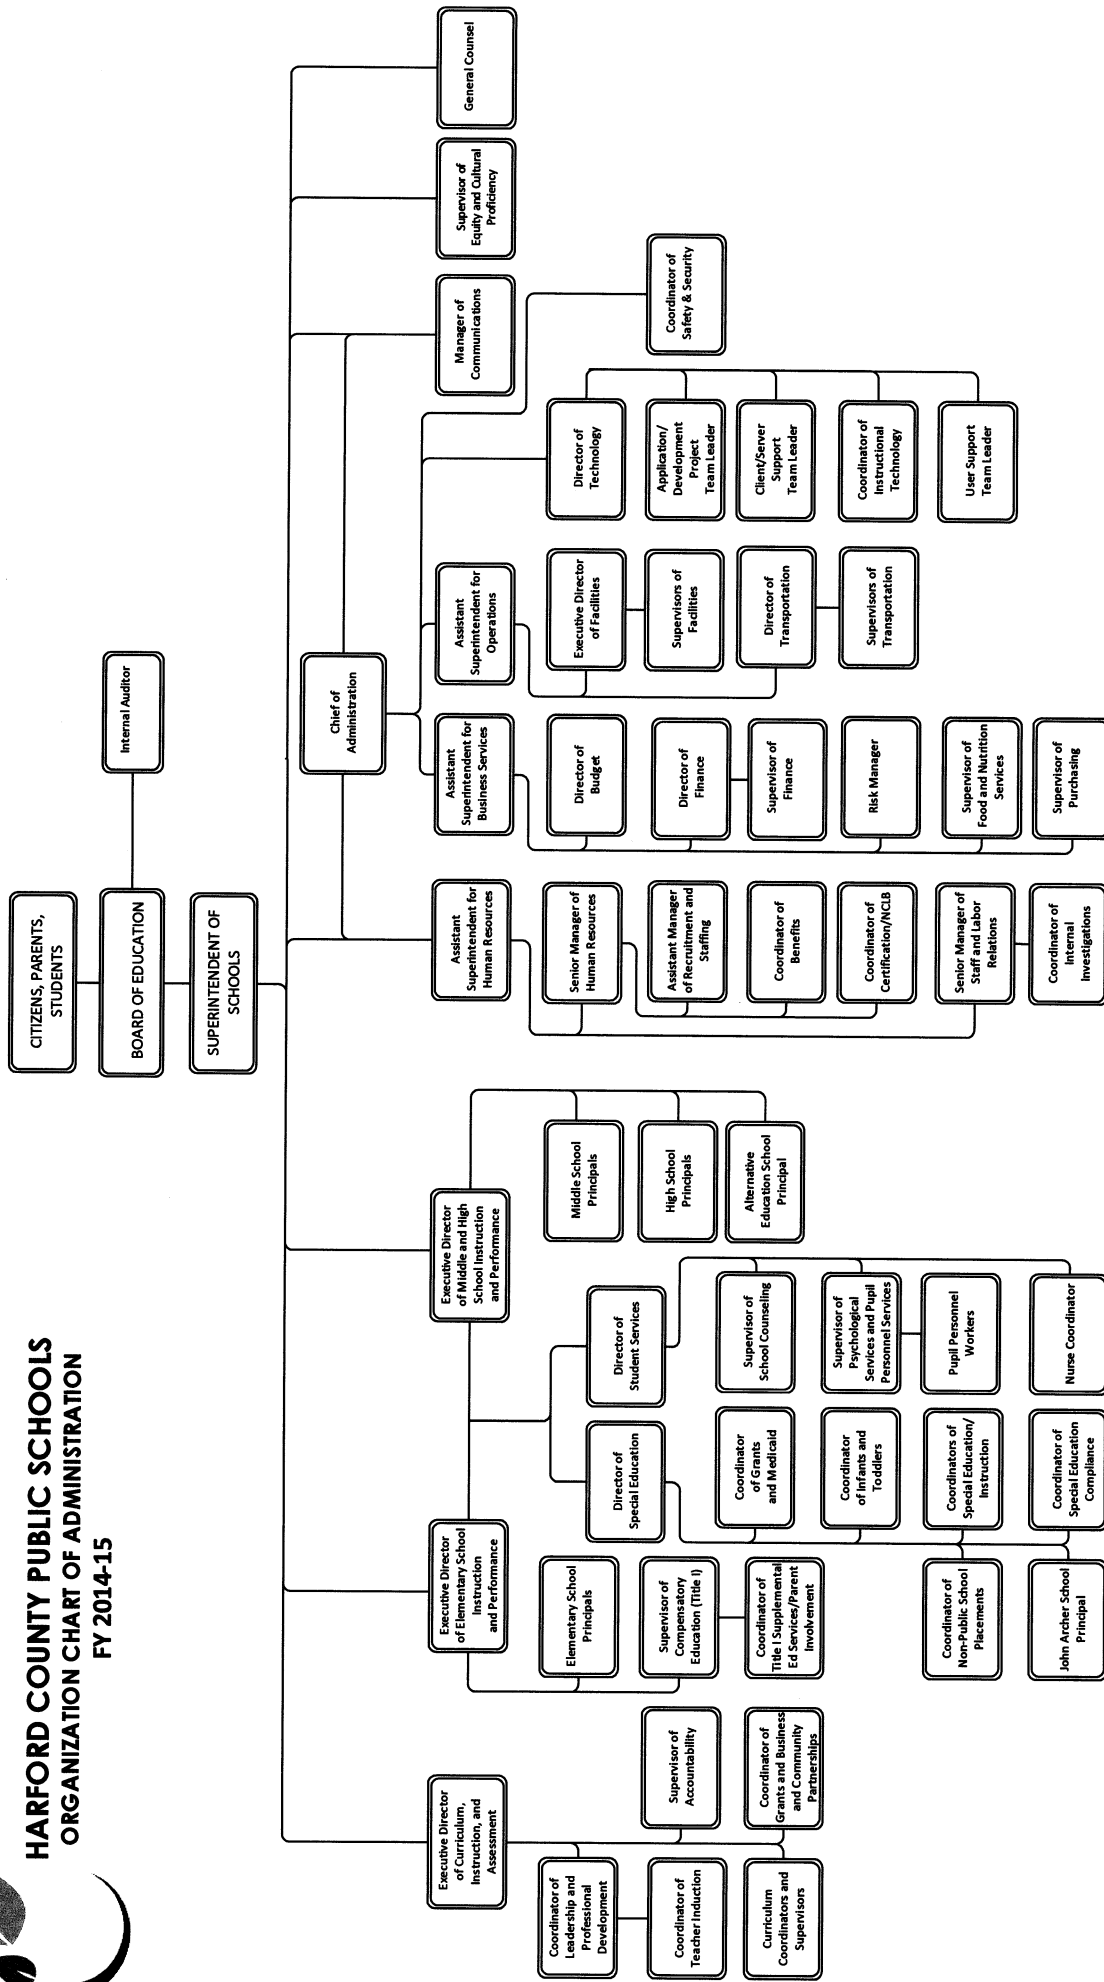 HARFORD COUNTY PUBLIC SCHOOLS
ORGANIZATION CHART OF ADMINISTRATION
FY 2014-15
CITIZENS, PARENTS,
STUDENTS
BOARD OF EDUCATION
Internal Auditor
SUPERINTENDENT OF
SCHOOLS
Chief of
Administration
Executive Director
of Curriculum,
Instruction, and
Assessment
Executive Director
of Elementary School
Instruction
and Performance
Executive Director
of Middle and High
School Instruction
and Performance
Assistant
Superintendent for
Human Resources
Assistant
Superintendent for
Business Services
Assistant
Superintendent for
Operations
Manager of
Communications
Supervisor of
Equity and Cultural
Proficiency
General Counsel
Coordinator of
Leadership and
Professional
Development
Coordinator of
Teacher Induction
Curriculum
Coordinators and
Supervisors
Supervisor of
Accountability
Coordinator of
Grants and Business
and Community
Partnerships
Elementary School
Principals
Supervisor of
Compensatory
Education (Title I)
Coordinator of
Title I Supplemental
Ed Services/Parent
Involvement
Director of
Special Education
Coordinator
of Grants
and Medicaid
Coordinator
of Infants and
Toddlers
Coordinators of
Special Education/
Instruction
Coordinator of
Special Education
Compliance
Coordinator of
Non-Public School
Placements
John Archer School
Principal
Director of
Student Services
Supervisor of
School Counseling
Supervisor of
Psychological
Services and Pupil
Personnel Services
Pupil Personnel
Workers
Nurse Coordinator
Middle School
Principals
High School
Principals
Alternative
Education School
Principal
Senior Manager of
Human Resources
Assistant Manager
of Recruitment and
Staffing
Coordinator of
Benefits
Coordinator of
Certification/NCLB
Senior Manager of
Staff and Labor
Relations
Coordinator of
Internal
Investigations
Director of
Budget
Director of
Finance
Supervisor of
Finance
Risk Manager
Supervisor of
Food and Nutrition
Services
Supervisor of
Purchasing
Executive Director
of Facilities
Supervisors of
Facilities
Director of
Transportation
Supervisors of
Transportation
Director of
Technology
Application/
Development
Project
Team Leader
Client/Server
Support
Team Leader
Coordinator of
Instructional
Technology
User Support
Team Leader
Coordinator of
Safety & Security